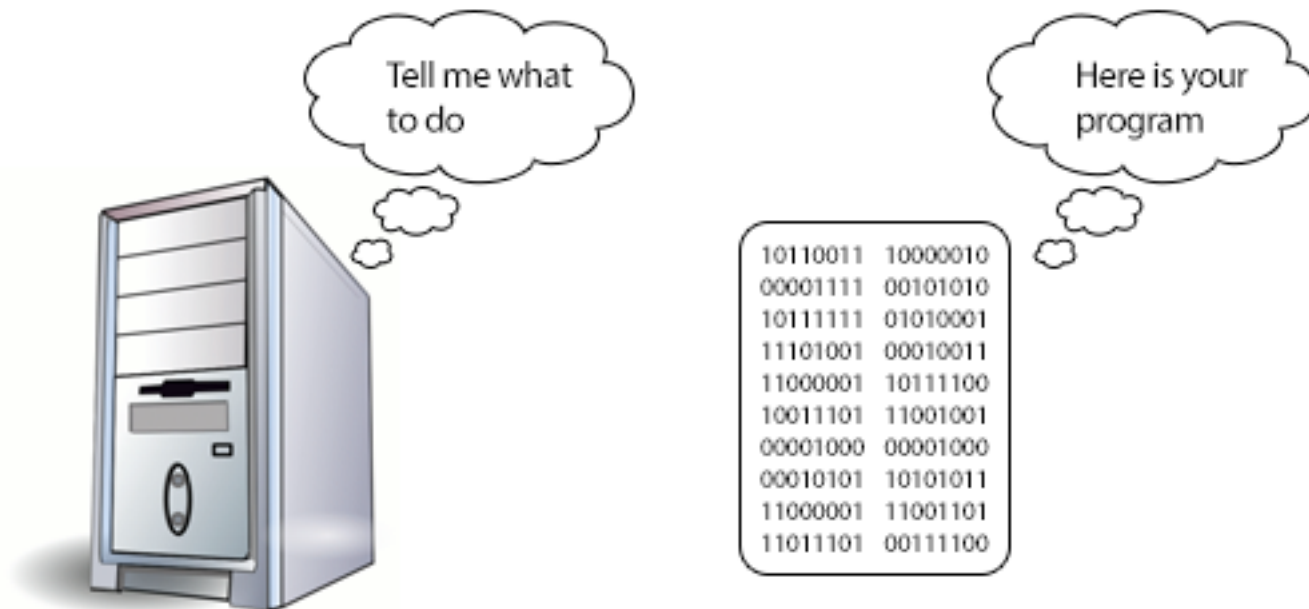 Tell me what
to do
Here is your
program
10110011 10000010
00001111 00101010
10111111 01010001
11101001 00010011
11000001 10111100
10011101 11001001
00001000 00001000
00010101 10101011
11000001 11001101
11011101 00111100